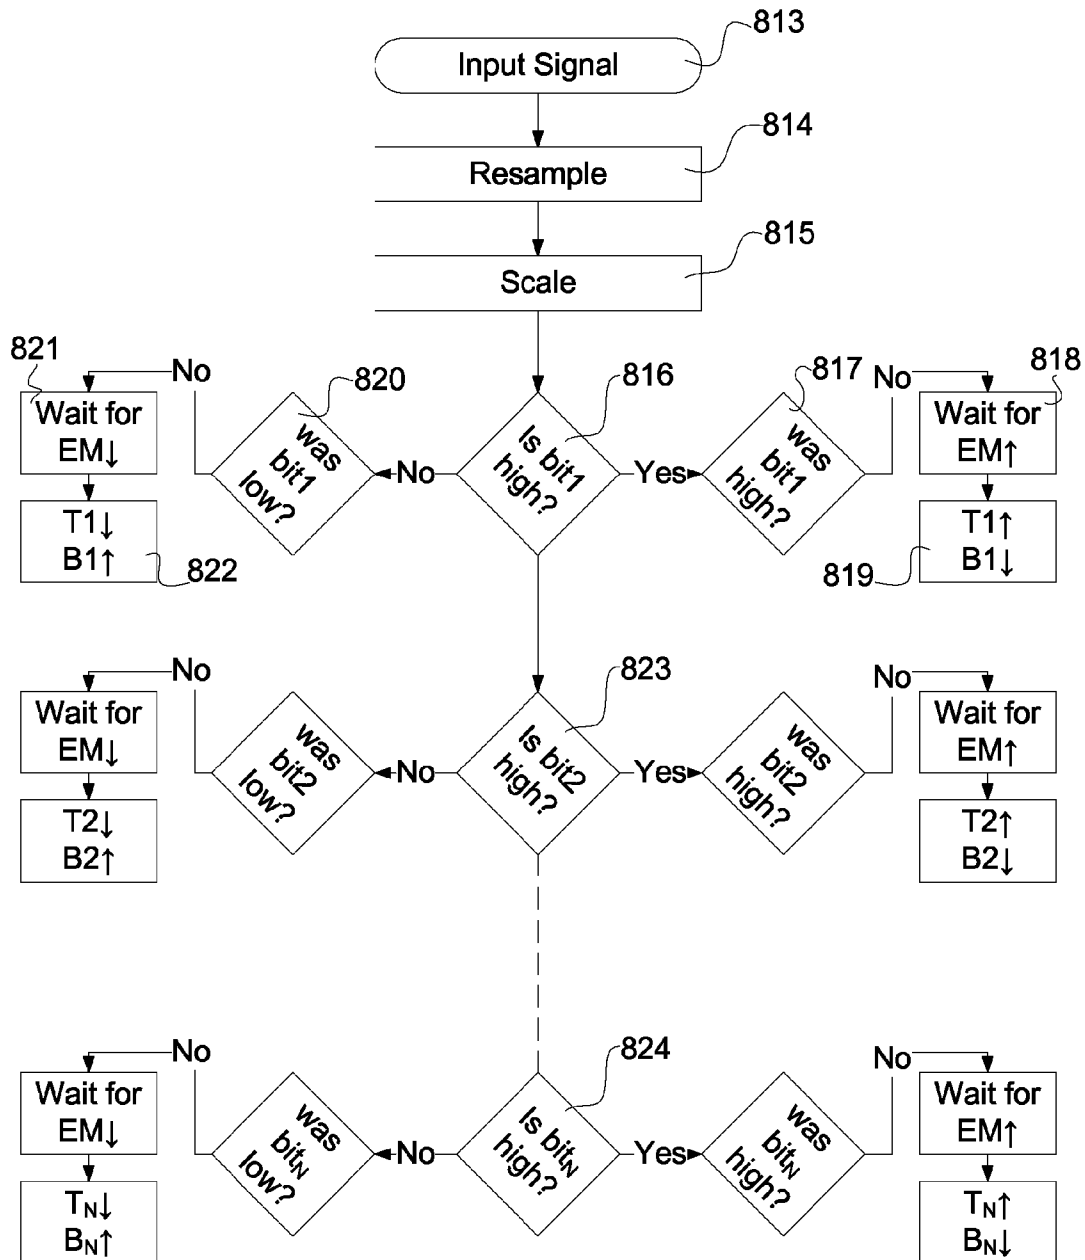 813
Input Signal
814
Resample
815
Scale
821
No
820
816
817
No
818
Wait for
EM↓
was
bit1
low?
No
Is bit1
high?
Yes
was
bit1
high?
Wait for
EM↑
T1↓
B1↑
822
819
T1↑
B1↓
No
823
No
Wait for
EM↓
was
bit2
low?
No
Is bit2
high?
Yes
was
bit2
high?
Wait for
EM↑
T2↓
B2↑
T2↑
B2↓
No
824
No
Wait for
EM↓
was
bitN
low?
No
Is bitN
high?
Yes
was
bitN
high?
Wait for
EM↑
TN↓
BN↑
TN↑
BN↓